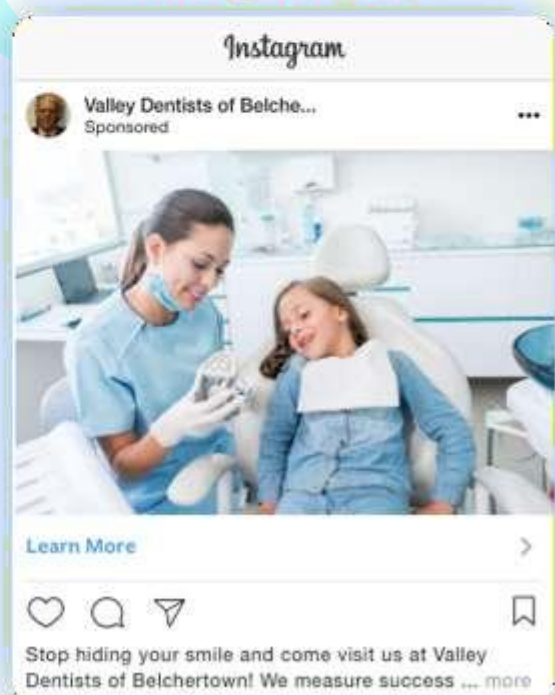 Instagram
Valley Dentists of Belche...
Sponsored
Learn More
Stop hiding your smile and come visit us at Valley
Dentists of Belchertown! We measure success ... more